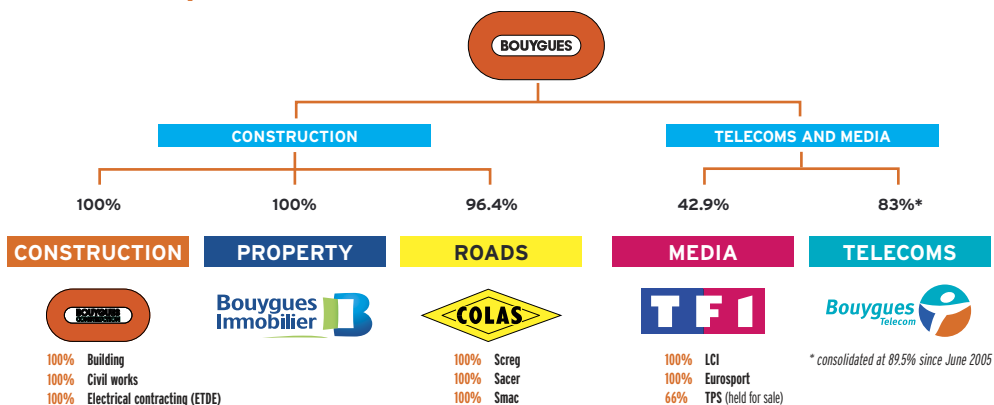 BOUYGUES
CONSTRUCTION
TELECOMS AND MEDIA
100%
100%
96.4%
42.9%
83%*
CONSTRUCTION
PROPERTY
ROADS
MEDIA
TELECOMS
BOUYGUES
CONSTRUCTION
Bouygues
Immobilier
COLAS
TF1
Bouygues
Telecom
* consolidated at 89.5% since June 2005
100% Building
100% Civil works
100% Electrical contracting (ETDE)
100% Screg
100% Sacer
100% Smac
100% LCI
100% Eurosport
66% TPS (held for sale)